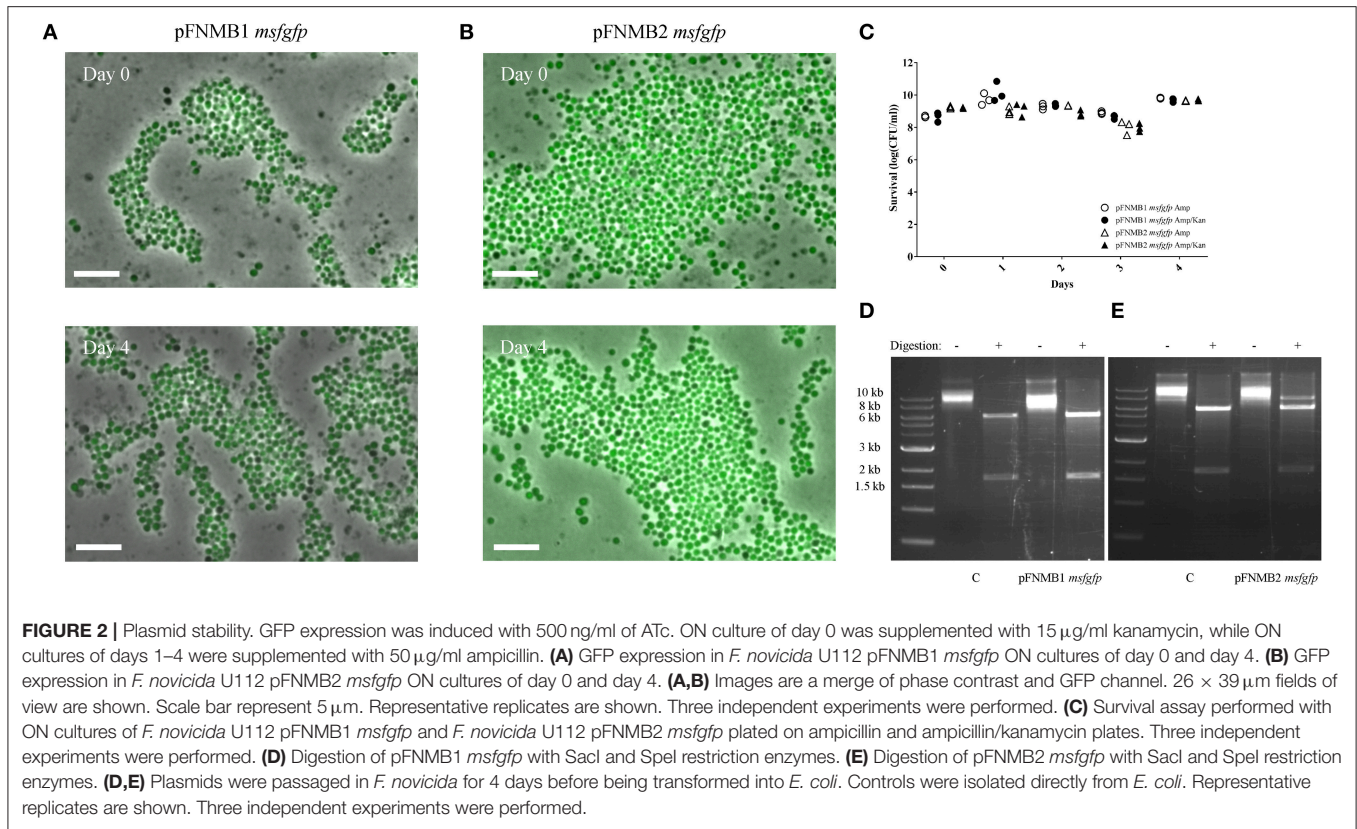 A
pFNMB1 msfgfp
Day 0
Day 4
B
pFNMB2 msfgfp
Day 0
Day 4
C
Survival (log(CFU/ml))
12
10
8
6
4
2
0
0
1
2
3
4
Days
pFNMB1 msfgfp Amp
pFNMB1 msfgfp Amp/Kan
pFNMB2 msfgfp Amp
pFNMB2 msfgfp Amp/Kan
D
E
Digestion: - + - +
- + - +
10 kb
8 kb
6 kb
3 kb
2 kb
1.5 kb
C pFNMB1 msfgfp
C pFNMB2 msfgfp
FIGURE 2 | Plasmid stability. GFP expression was induced with 500 ng/ml of ATc. ON culture of day 0 was supplemented with 15 μg/ml kanamycin, while ON
cultures of days 1–4 were supplemented with 50 μg/ml ampicillin. (A) GFP expression in F. novicida U112 pFNMB1 msfgfp ON cultures of day 0 and day 4. (B) GFP
expression in F. novicida U112 pFNMB2 msfgfp ON cultures of day 0 and day 4. (A,B) Images are a merge of phase contrast and GFP channel. 26 × 39 μm fields of
view are shown. Scale bar represent 5 μm. Representative replicates are shown. Three independent experiments were performed. (C) Survival assay performed with
ON cultures of F. novicida U112 pFNMB1 msfgfp and F. novicida U112 pFNMB2 msfgfp plated on ampicillin and ampicillin/kanamycin plates. Three independent
experiments were performed. (D) Digestion of pFNMB1 msfgfp with SacI and SpeI restriction enzymes. (E) Digestion of pFNMB2 msfgfp with SacI and SpeI restriction
enzymes. (D,E) Plasmids were passaged in F. novicida for 4 days before being transformed into E. coli. Controls were isolated directly from E. coli. Representative
replicates are shown. Three independent experiments were performed.